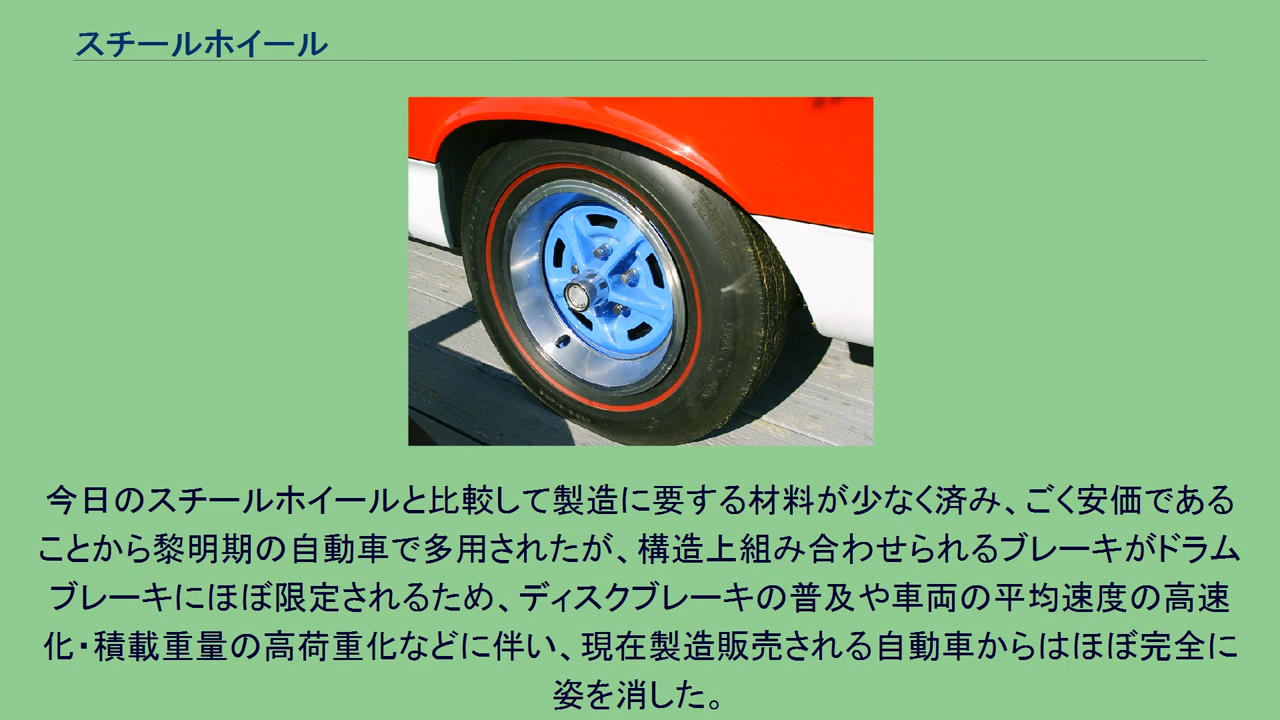 スチールホイール
今日のスチールホイールと比較して製造に要する材料が少なく済み、ごく安価である
ことから黎明期の自動車で多用されたが、構造上組み合わせられるブレーキがドラム
ブレーキにほぼ限定されるため、ディスクブレーキの普及や車両の平均速度の高速
化・積載重量の高荷重化などに伴い、現在製造販売される自動車からはほぼ完全に
姿を消した。